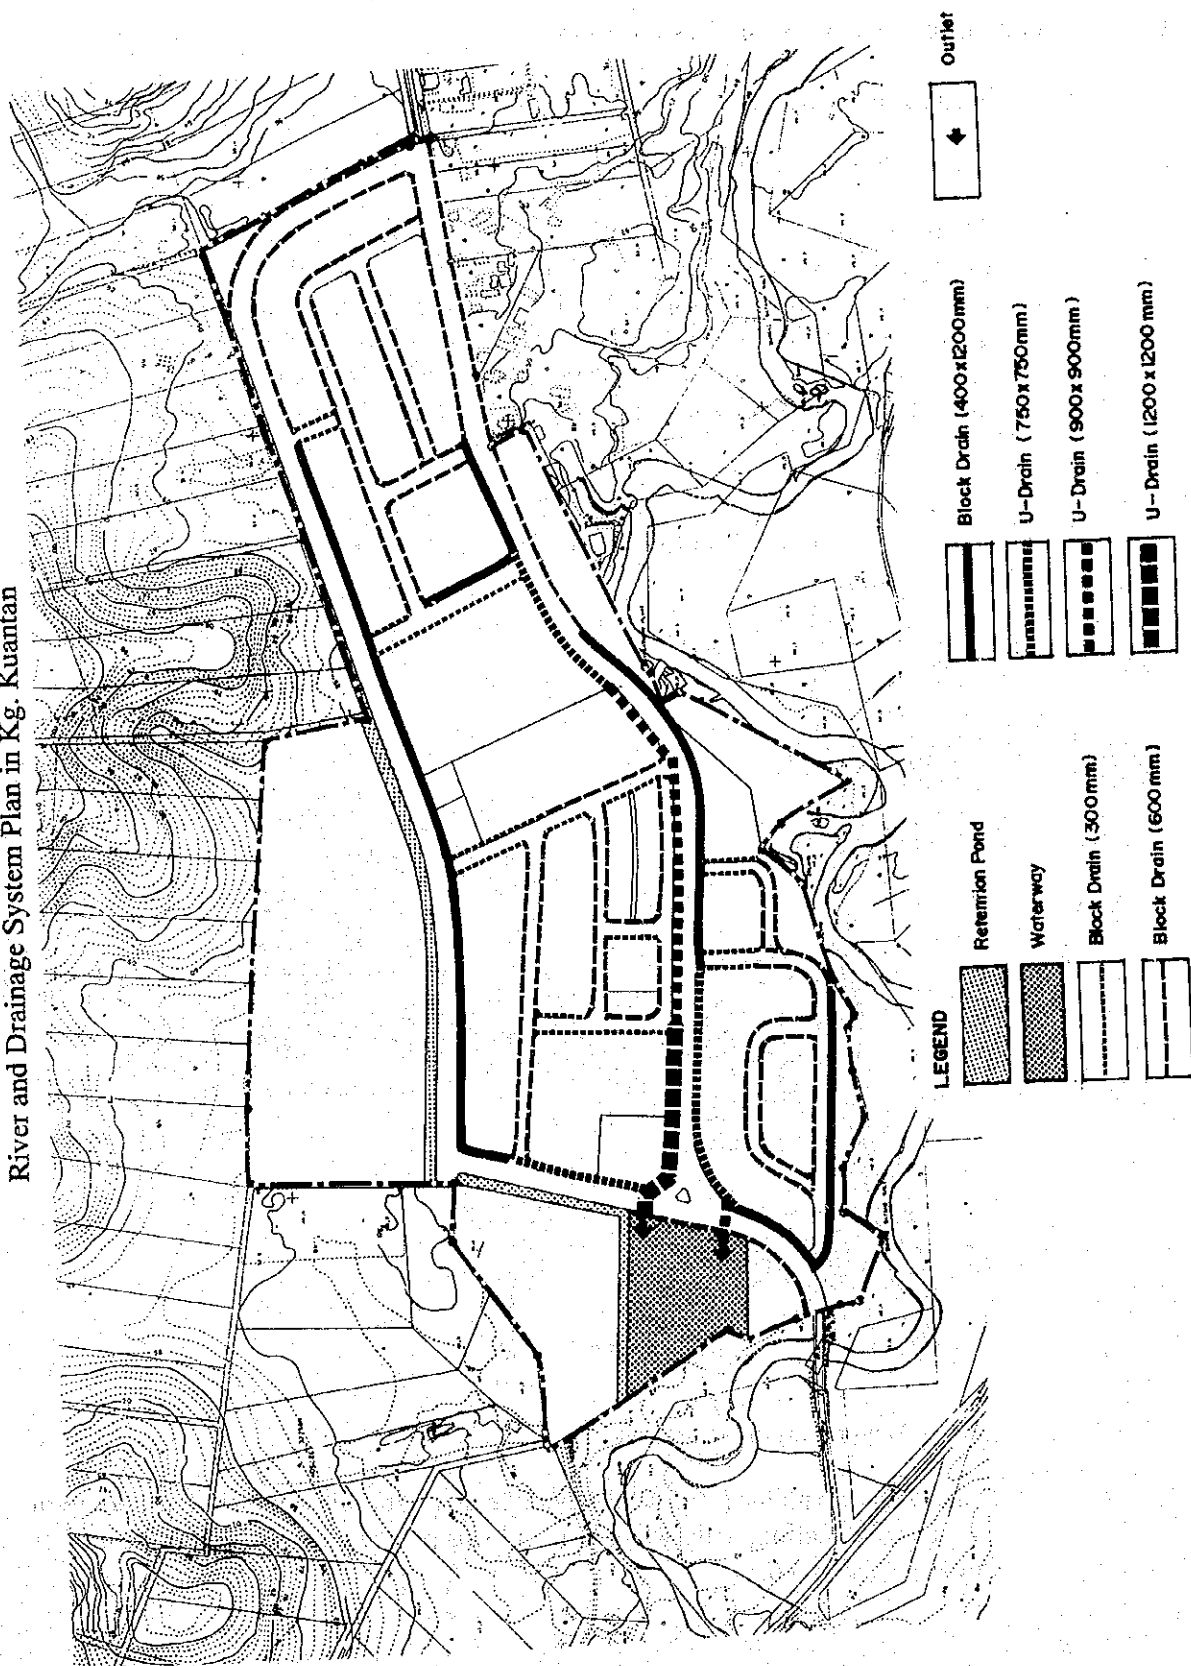 River and Drainage System Plan in Kg. Kuantan
LEGEND
Retention Pond
Waterway
Block Drain (300mm)
Block Drain (600mm)
Block Drain (400x1200mm)
U-Drain (750x750mm)
U-Drain (900x900mm)
U-Drain (1200x1200mm)
Outlet